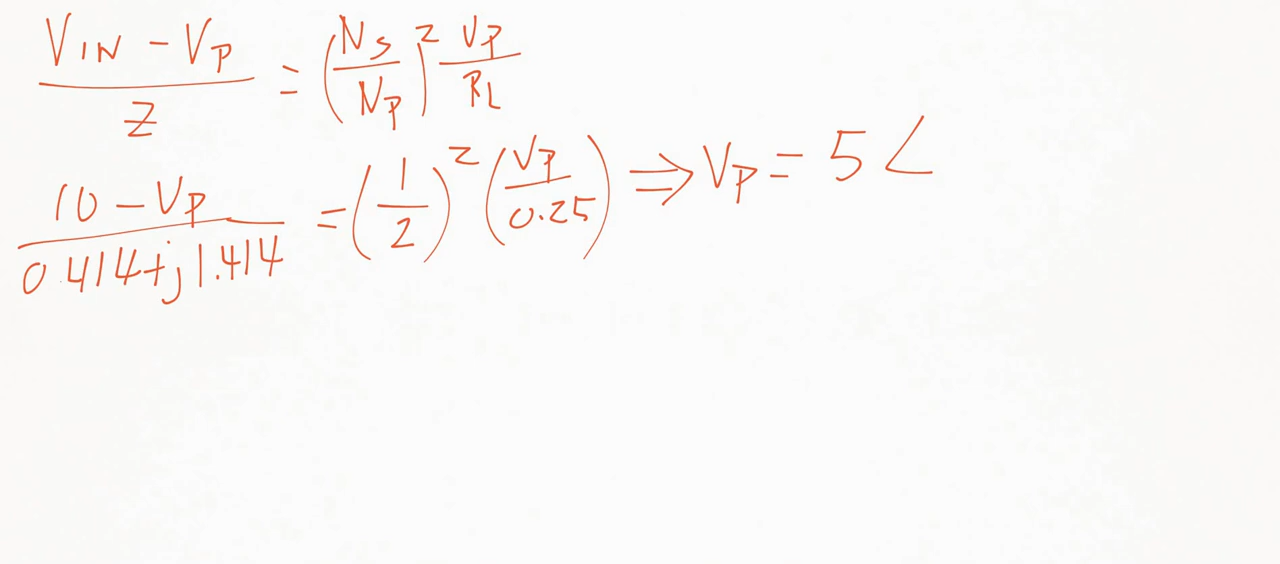 (V_IN - V_P) / Z = (N_S / N_P)^2 V_P / R_L
(10 - V_P) / (0.414 + j1.414) = (1 / 2)^2 (V_P / 0.25) ⇒ V_P = 5 ∠